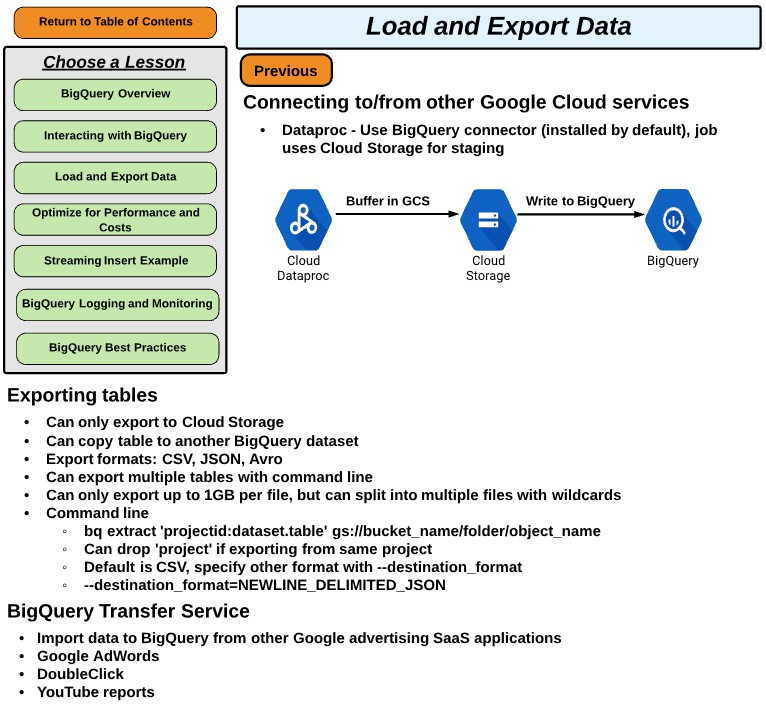 Return to Table of Contents
Choose a Lesson
BigQuery Overview
Interacting with BigQuery
Load and Export Data
Optimize for Performance and
Costs
Streaming Insert Example
BigQuery Logging and Monitoring
BigQuery Best Practices
Load and Export Data
Previous
Connecting to/from other Google Cloud services
• Dataproc - Use BigQuery connector (installed by default), job
uses Cloud Storage for staging
Buffer in GCS
Write to BigQuery
Cloud
Dataproc
Cloud
Storage
BigQuery
Exporting tables
• Can only export to Cloud Storage
• Can copy table to another BigQuery dataset
• Export formats: CSV, JSON, Avro
• Can export multiple tables with command line
• Can only export up to 1GB per file, but can split into multiple files with wildcards
• Command line
◦ bq extract 'projectid:dataset.table' gs://bucket_name/folder/object_name
◦ Can drop 'project' if exporting from same project
◦ Default is CSV, specify other format with --destination_format
◦ --destination_format=NEWLINE_DELIMITED_JSON
BigQuery Transfer Service
• Import data to BigQuery from other Google advertising SaaS applications
• Google AdWords
• DoubleClick
• YouTube reports